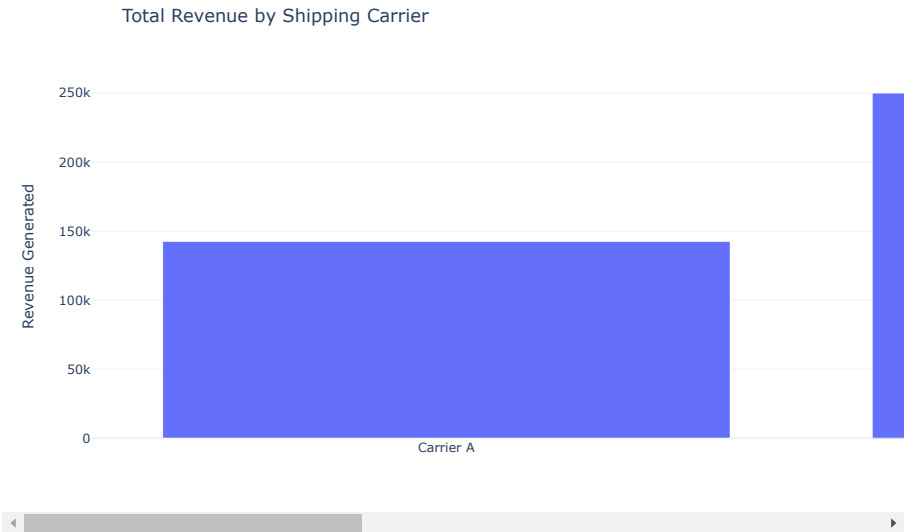 Total Revenue by Shipping Carrier
250k
200k
150k
100k
50k
0
Revenue Generated
Carrier A